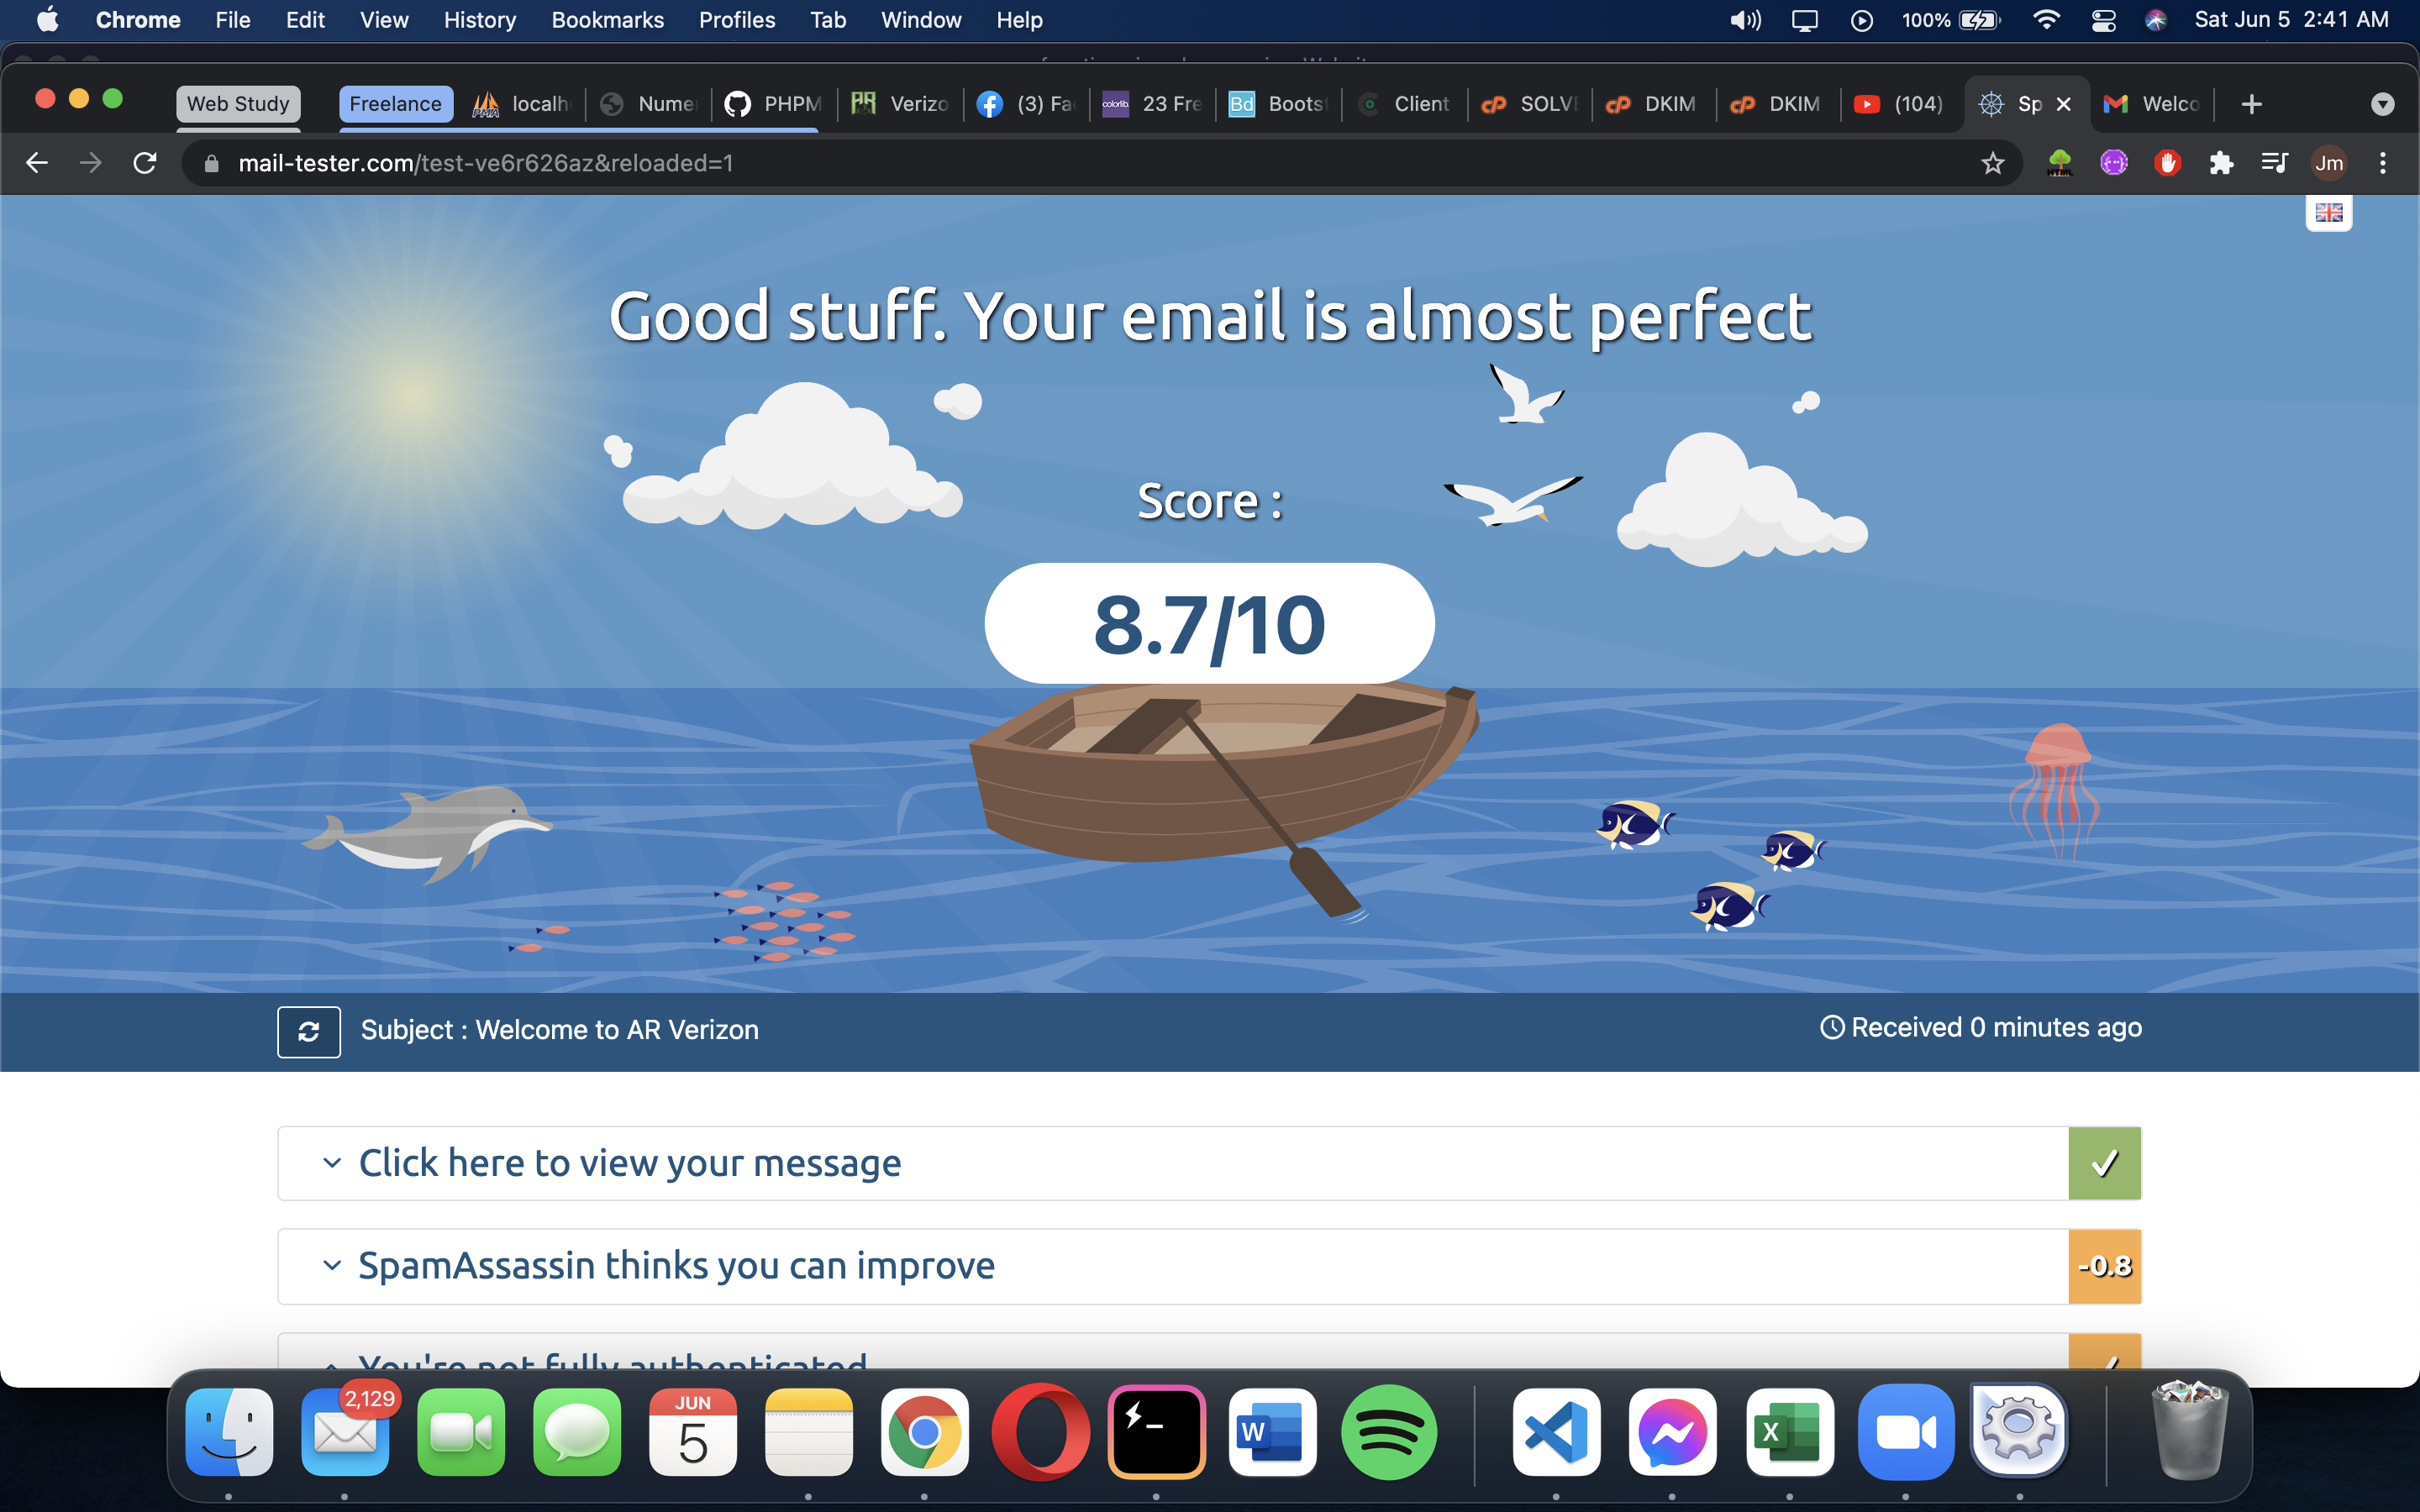 Chrome File Edit View History Bookmarks Profiles Tab Window Help 100% Sat Jun 5 2:41 AM
Web Study Freelance localh Numer PHPM Verizo (3) Fa 23 Fre Boots Client SOLV DKIM DKIM (104) Sp Welco
mail-tester.com/test-ve6r626az&reloaded=1 Jm
Good stuff. Your email is almost perfect
Score :
8.7/10
Subject : Welcome to AR Verizon
Received 0 minutes ago
Click here to view your message
SpamAssassin thinks you can improve
-0.8
You're not fully authenticated
2,129
JUN
5